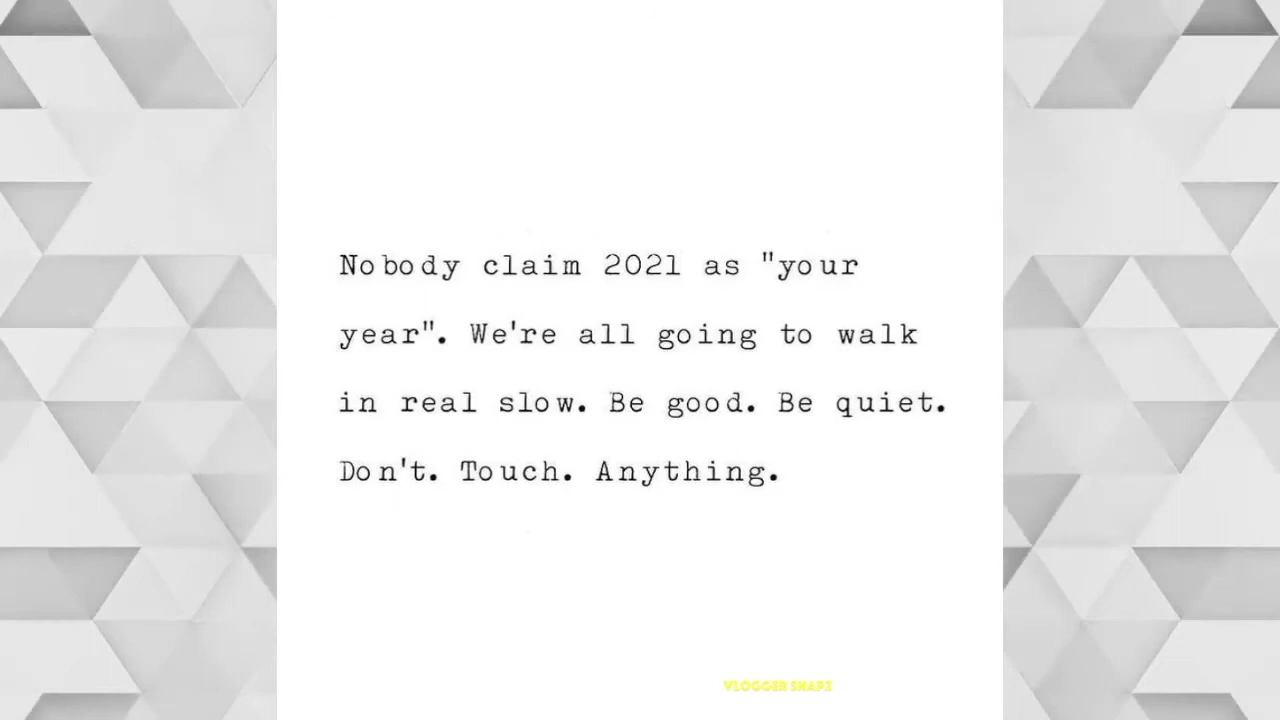 Nobody claim 2021 as "your
year". We're all going to walk
in real slow. Be good. Be quiet.
Don't. Touch. Anything.
VLOGGER SNAPZ